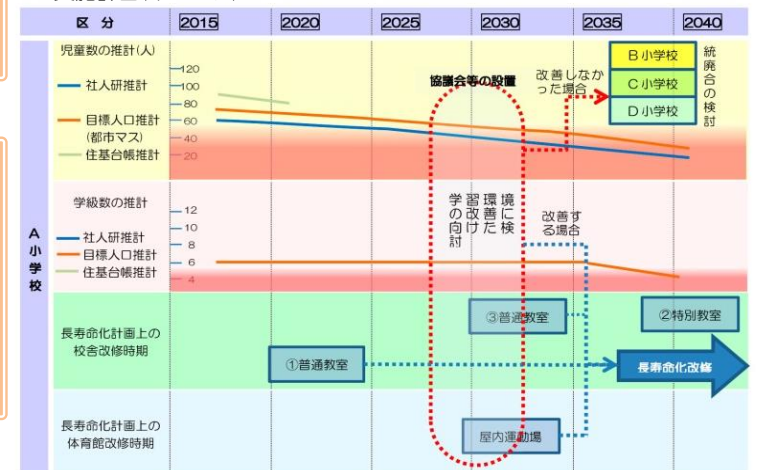 区 分 2015 2020 2025 2030 2035 2040
A小学校
児童数の推計(人)
社人研推計
目標人口推計
(都市マス)
住基台帳推計
120
100
80
60
40
20
協議会等の設置
改善しなか
った場合
B小学校
C小学校
D小学校
統廃合の検討
学級数の推計
社人研推計
目標人口推計
住基台帳推計
12
10
8
6
4
学習環境
の改善に
向けた検
討
改善す
る場合
長寿命化計画上の
校舎改修時期
①普通教室
③普通教室
②特別教室
長寿命化改修
長寿命化計画上の
体育館改修時期
屋内運動場